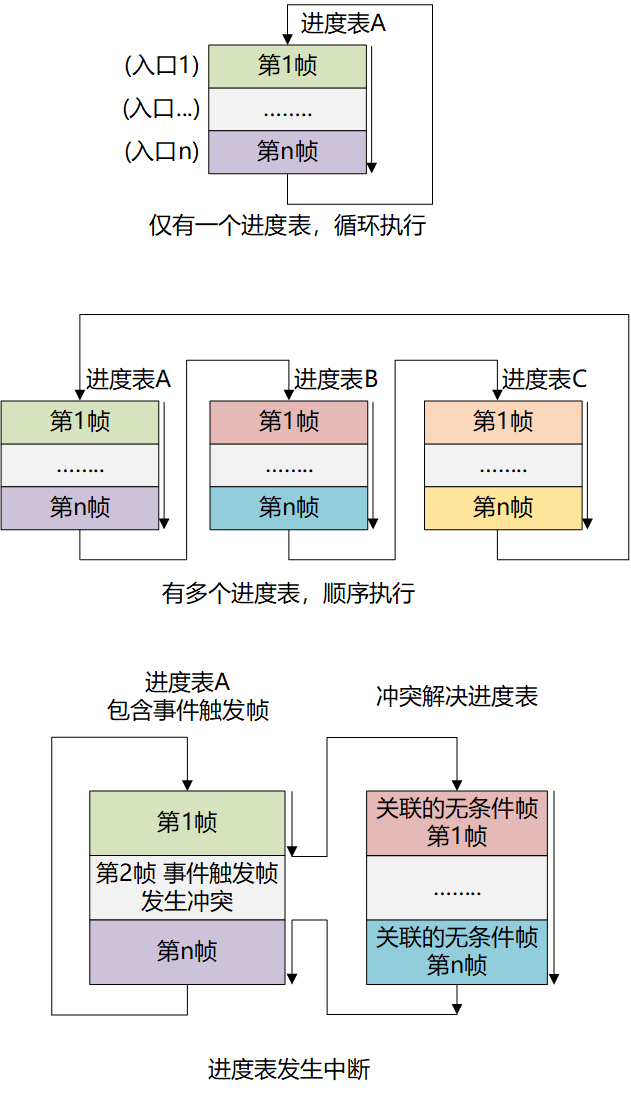 进度表A
(入口1)
第1帧
(入口...)
........
(入口n)
第n帧
仅有一个进度表，循环执行
进度表A
进度表B
进度表C
第1帧
第1帧
第1帧
........
........
........
第n帧
第n帧
第n帧
有多个进度表，顺序执行
进度表A
包含事件触发帧
冲突解决进度表
第1帧
关联的无条件帧
第1帧
第2帧 事件触发帧
发生冲突
........
第n帧
关联的无条件帧
第n帧
进度表发生中断